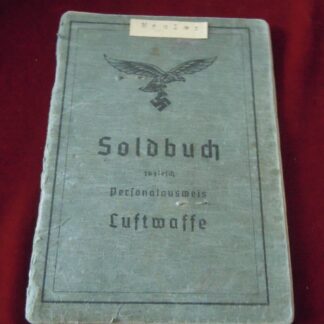 Soldbuch
zugleich
Personalausweis
Luftwaffe